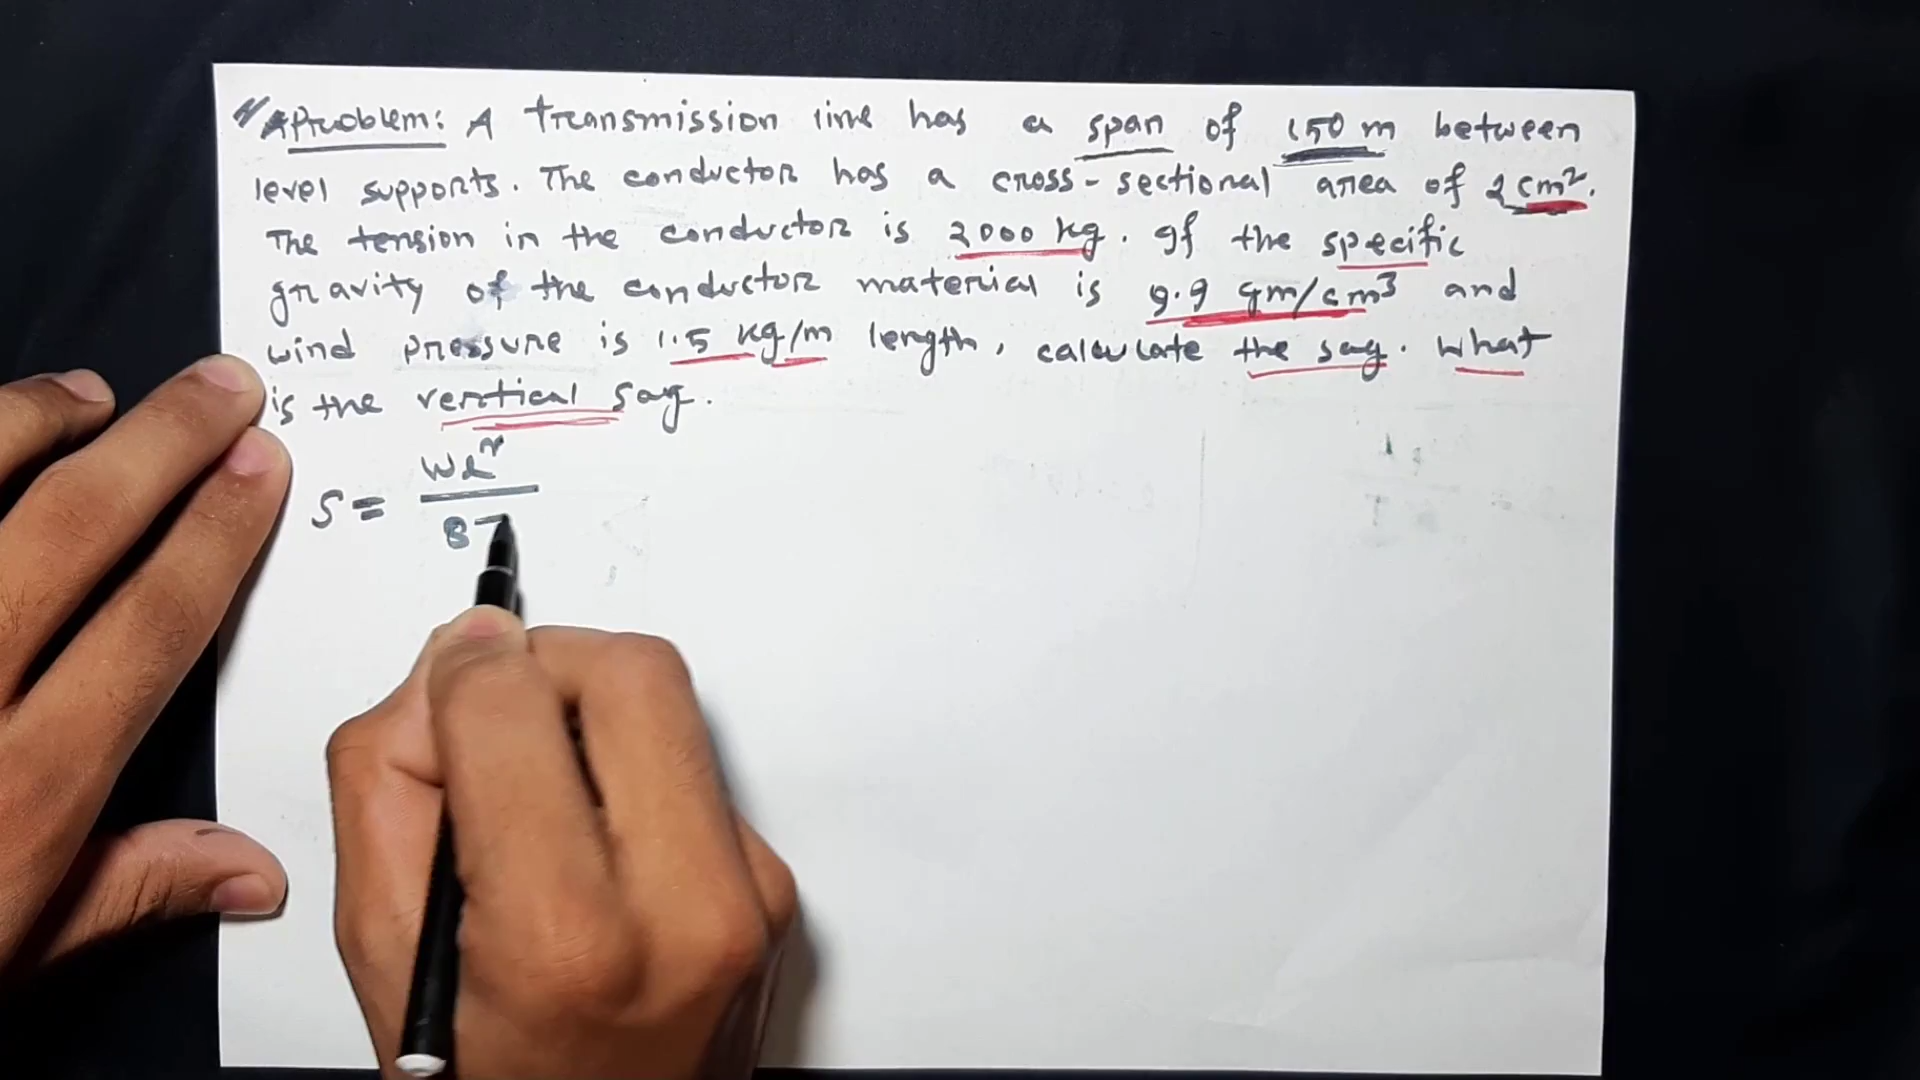 Problem: A transmission line has a span of 150 m between
level supports. The conductor has a cross-sectional area of 2 cm².
The tension in the conductor is 2000 kg. If the specific
gravity of the conductor material is 9.9 gm/cm³ and
wind pressure is 1.5 kg/m length, calculate the sag. What
is the vertical sag.
S = wl²/8T